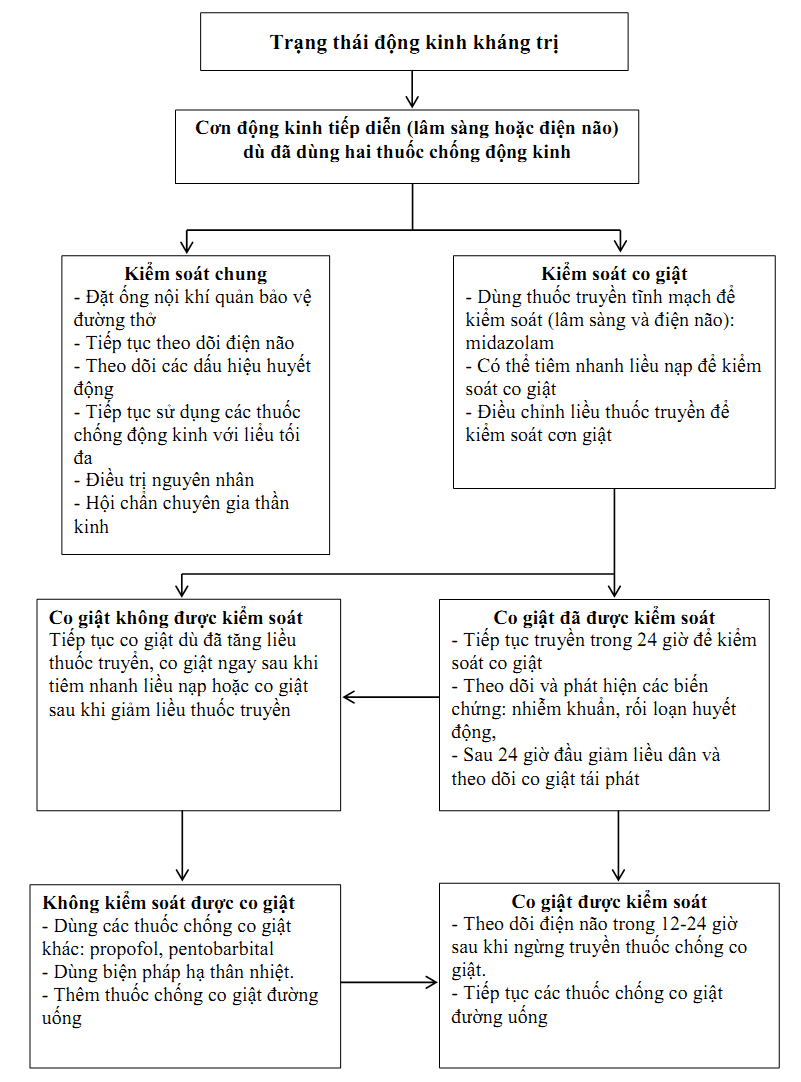 Trạng thái động kinh kháng trị
Cơn động kinh tiếp diễn (lâm sàng hoặc điện não)
dù đã dùng hai thuốc chống động kinh
Kiểm soát chung
- Đặt ống nội khí quản bảo vệ
đường thở
- Tiếp tục theo dõi điện não
- Theo dõi các dấu hiệu huyết
động
- Tiếp tục sử dụng các thuốc
chống động kinh với liều tối
đa
- Điều trị nguyên nhân
- Hội chẩn chuyên gia thần
kinh
Kiểm soát co giật
- Dùng thuốc truyền tĩnh mạch để
kiểm soát (lâm sàng và điện não):
midazolam
- Có thể tiêm nhanh liều nạp để kiểm
soát co giật
- Điều chỉnh liều thuốc truyền để
kiểm soát cơn giật
Co giật không được kiểm soát
Tiếp tục co giật dù đã tăng liều
thuốc truyển, co giật ngay sau khi
tiêm nhanh liều nạp hoặc co giật
sau khi giảm liều thuốc truyền
Co giật đã được kiểm soát
- Tiếp tục truyền trong 24 giờ để kiểm
soát co giật
- Theo dõi và phát hiện các biến
chứng: nhiễm khuẩn, rối loạn huyết
động,
- Sau 24 giờ đầu giảm liều dân và
theo dõi co giật tái phát
Không kiểm soát được co giật
- Dùng các thuốc chống co giật
khác: propofol, pentobarbital
- Dùng biện pháp hạ thân nhiệt.
- Thêm thuốc chống co giật đường
uống
Co giật được kiểm soát
- Theo dõi điện não trong 12-24 giờ
sau khi ngừng truyền thuốc chống co
giật.
- Tiếp tục các thuốc chống co giật
đường uống